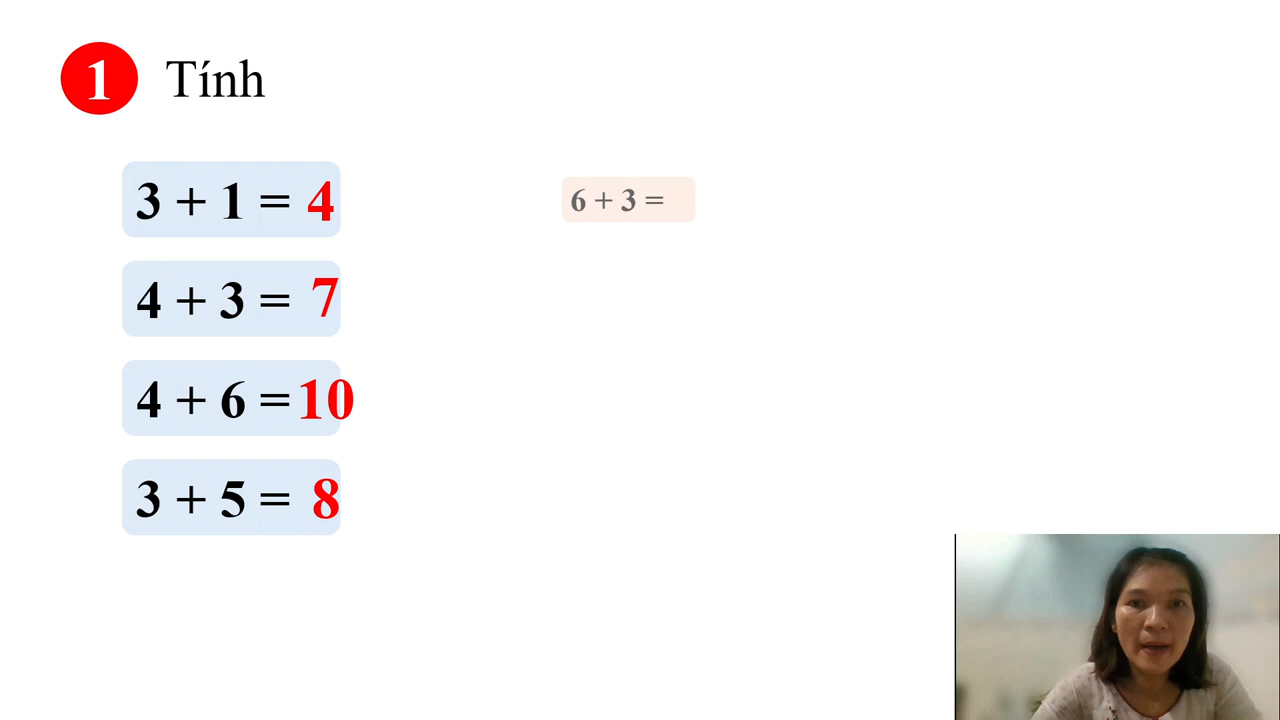 1 Tính
3 + 1 = 4
4 + 3 = 7
4 + 6 = 10
3 + 5 = 8
6 + 3 =